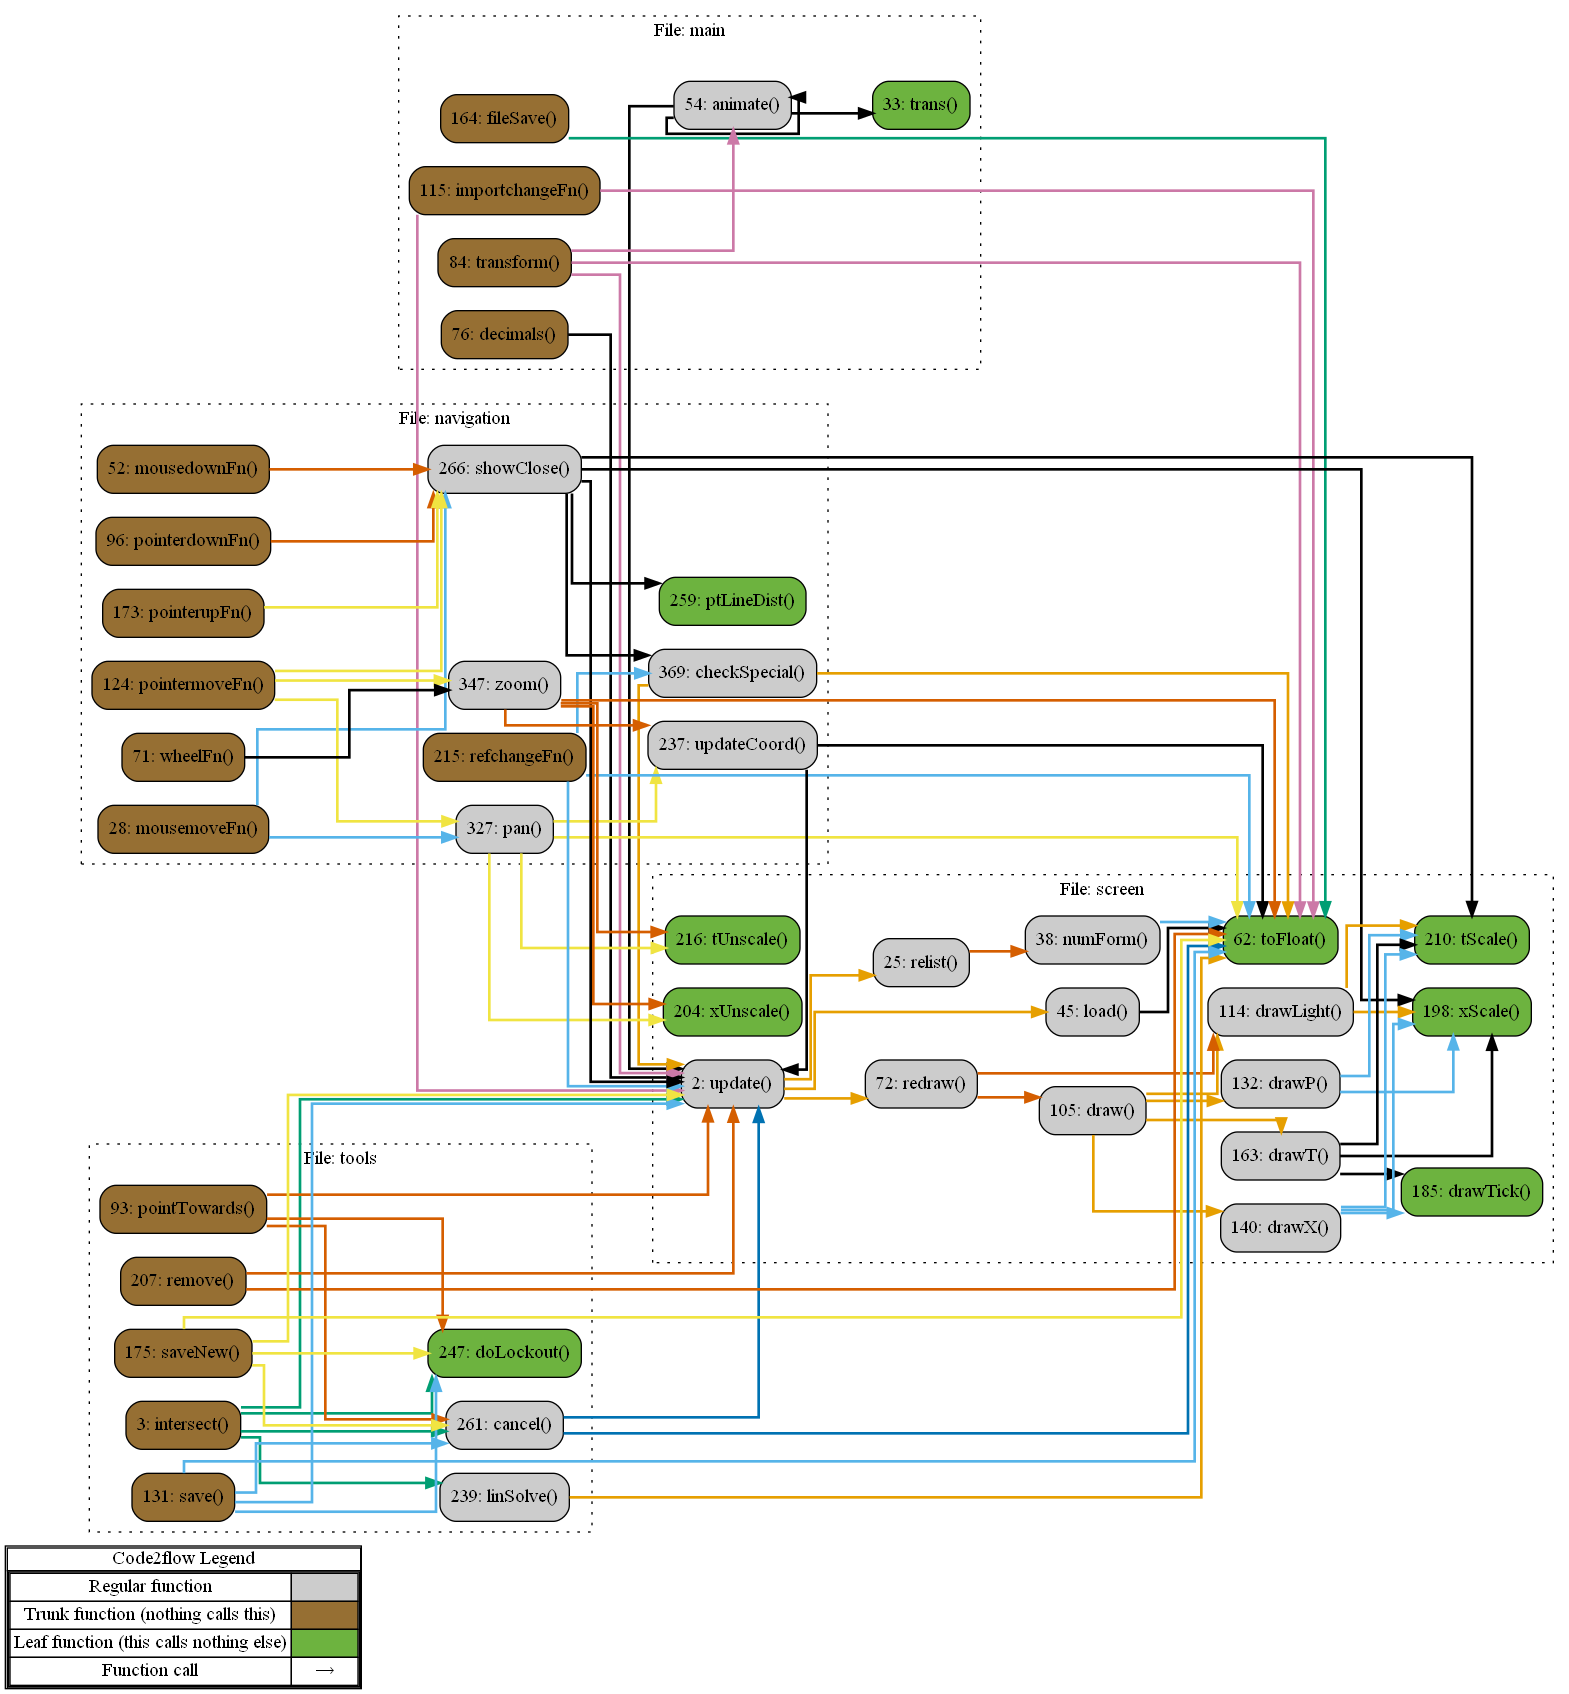 File: main
54: animate()
33: trans()
164: fileSave()
115: importchangeFn()
84: transform()
76: decimals()
File: navigation
52: mousedownFn()
266: showClose()
96: pointerdownFn()
173: pointerupFn()
259: ptLineDist()
124: pointermoveFn()
347: zoom()
369: checkSpecial()
71: wheelFn()
215: refchangeFn()
237: updateCoord()
28: mousemoveFn()
327: pan()
File: screen
216: tUnscale()
25: relist()
38: numForm()
62: toFloat()
210: tScale()
204: xUnscale()
45: load()
114: drawLight()
198: xScale()
2: update()
72: redraw()
105: draw()
132: drawP()
163: drawT()
185: drawTick()
140: drawX()
File: tools
93: pointTowards()
207: remove()
175: saveNew()
247: doLockout()
3: intersect()
261: cancel()
131: save()
239: linSolve()
Code2flow Legend
Regular function
Trunk function (nothing calls this)
Leaf function (this calls nothing else)
Function call →